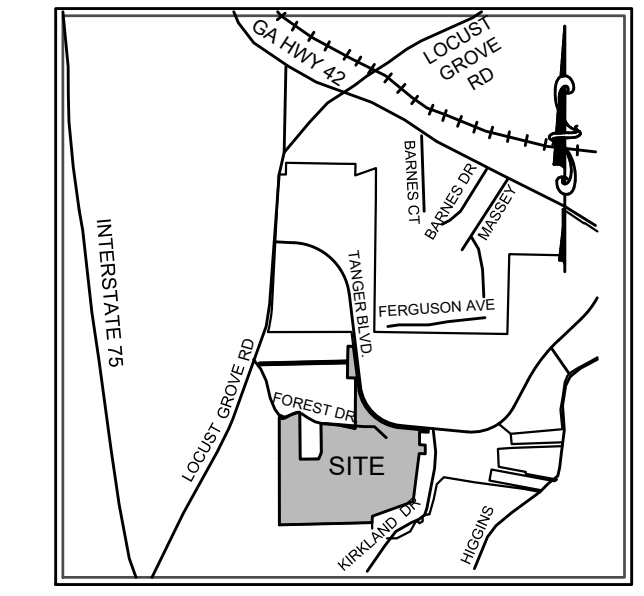 GA HWY 42
LOCUST
GROVE
RD
BARNES CT
BARNES DR
MASSEY
INTERSTATE 75
TANGER BLVD.
FERGUSON AVE
LOCUST GROVE RD
FOREST DR
SITE
KIRKLAND DR
HIGGINS